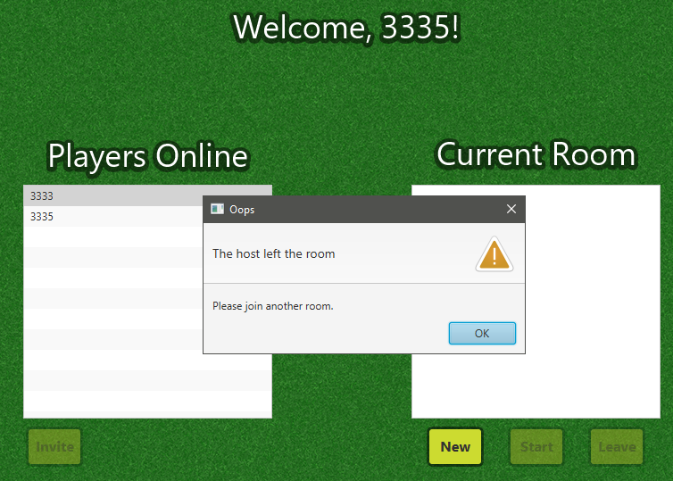 Welcome, 3335!
Players Online
Current Room
3333
3335
Oops
The host left the room
Please join another room.
OK
Invite
New
Start
Leave